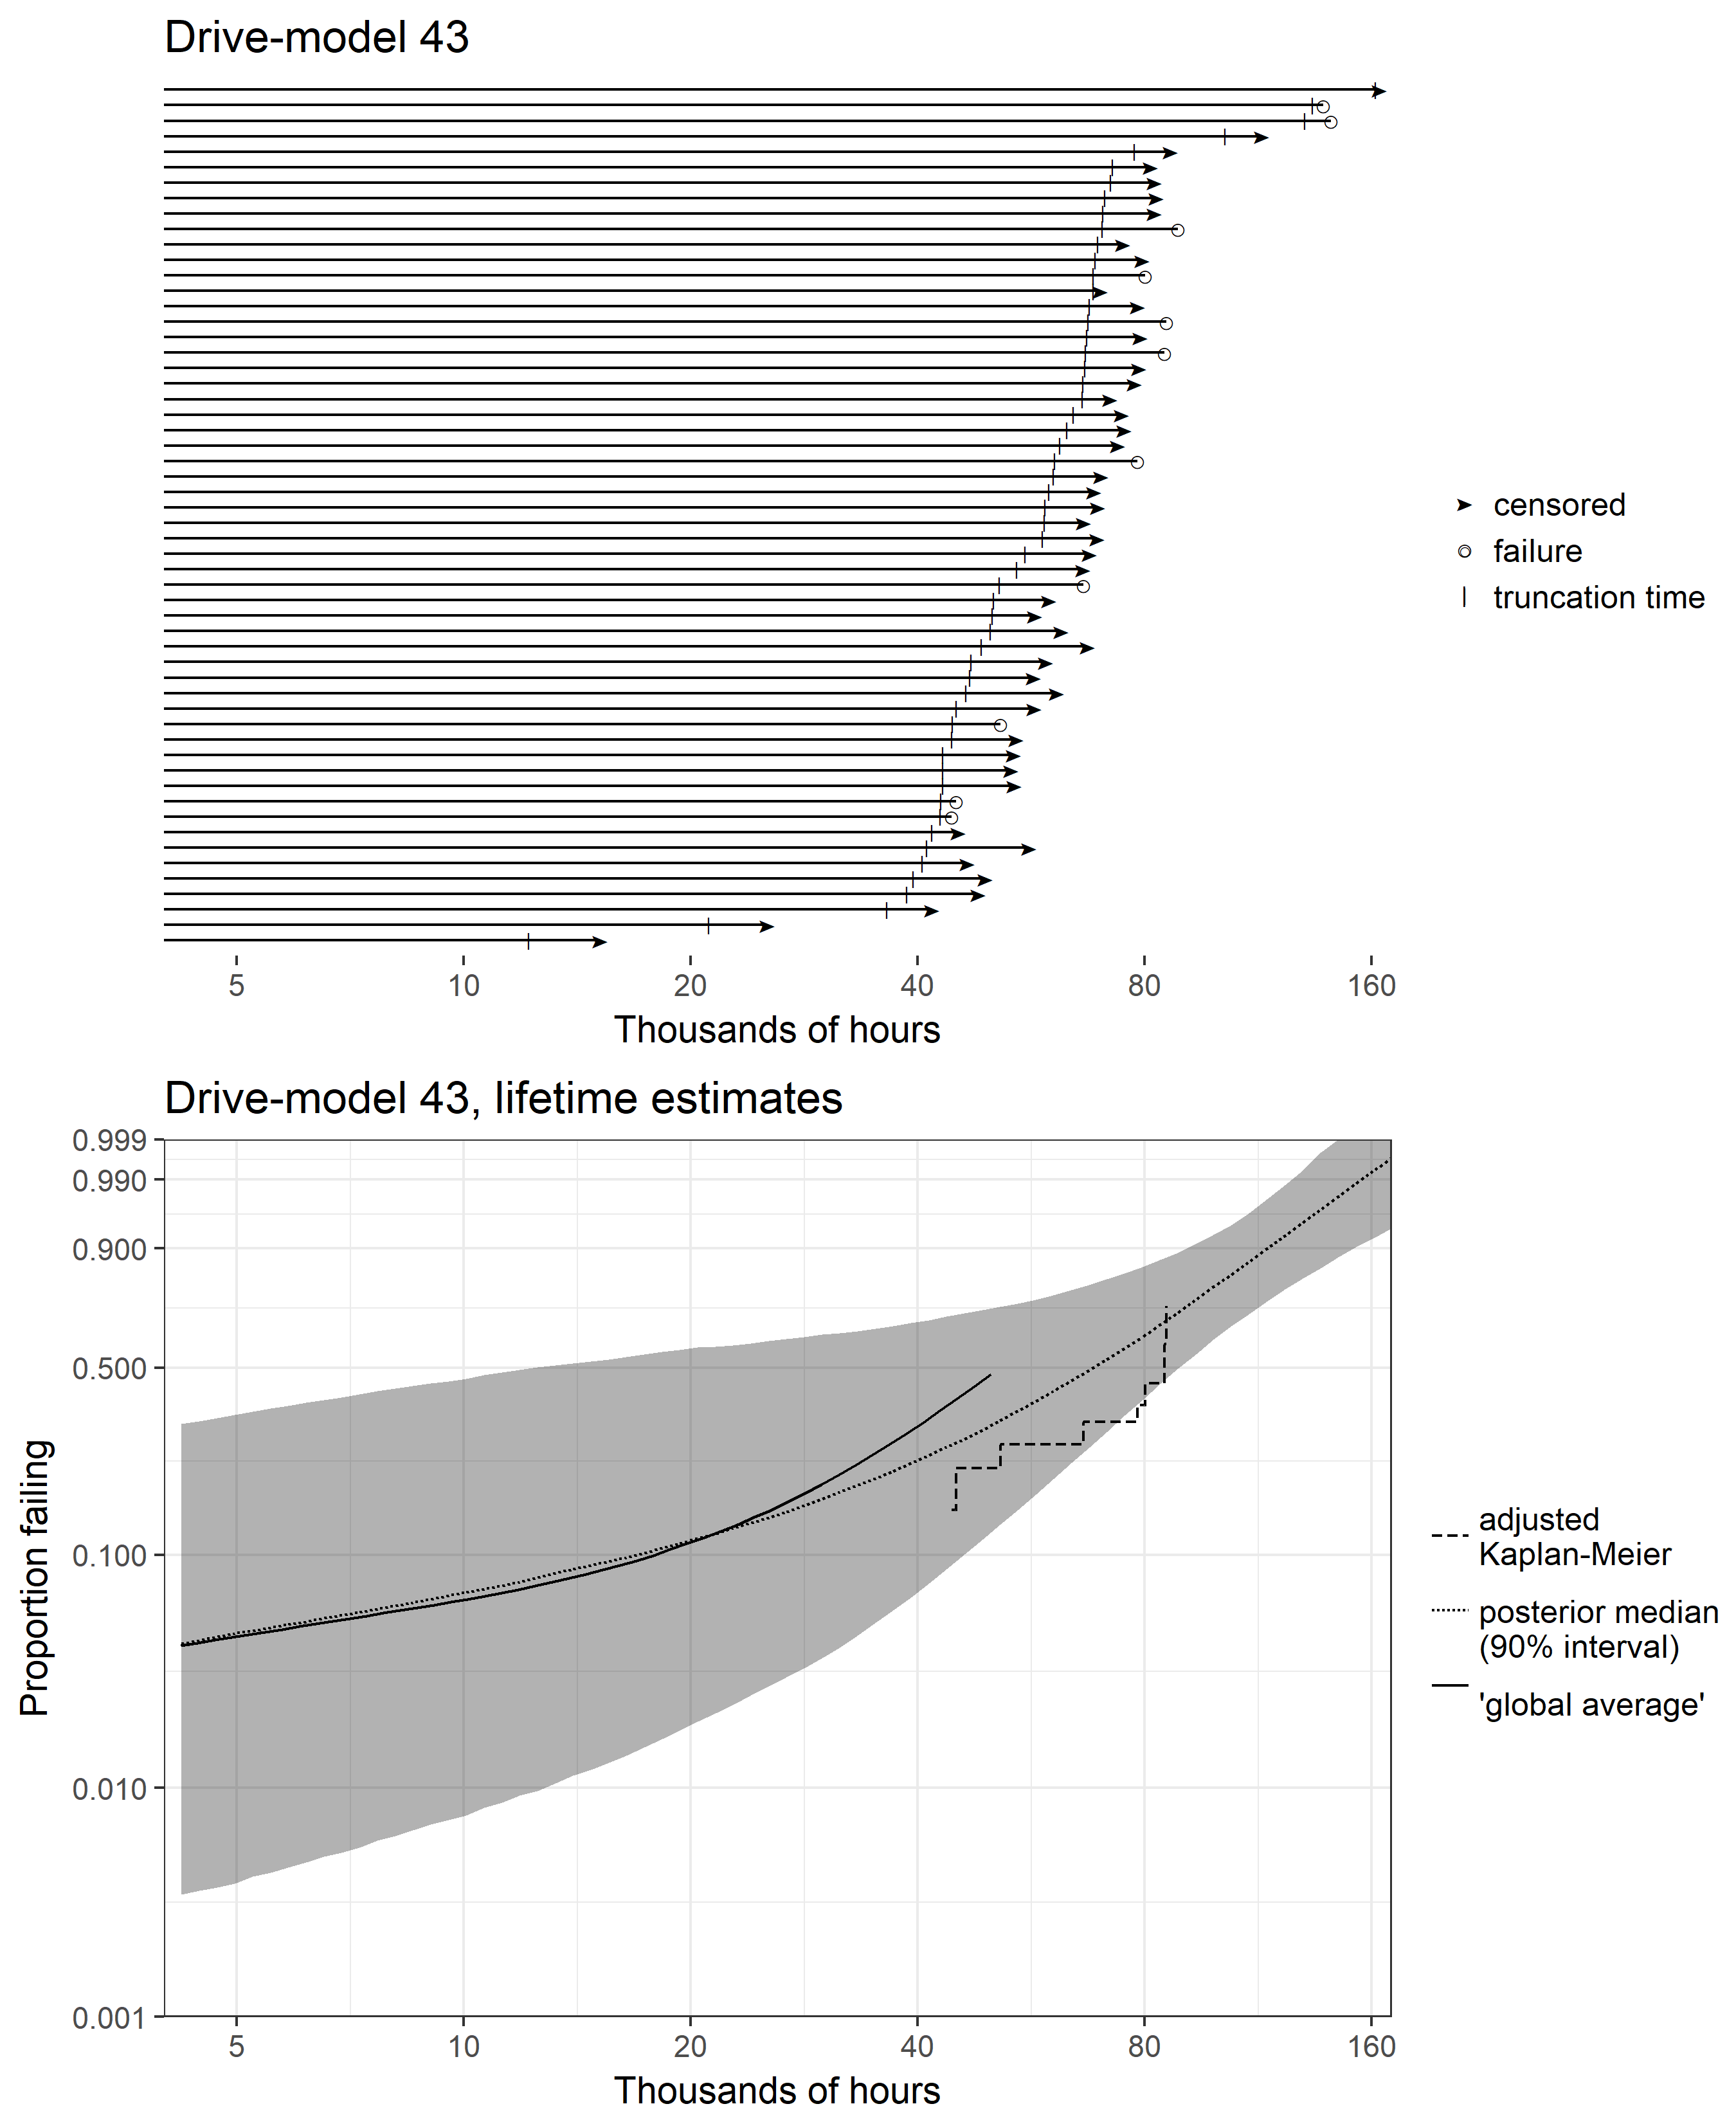 Drive-model 43
censored
failure
truncation time
5 10 20 40 80 160
Thousands of hours
Drive-model 43, lifetime estimates
0.999
0.990
0.900
0.500
0.100
0.010
0.001
Proportion failing
adjusted
Kaplan-Meier
posterior median
(90% interval)
'global average'
5 10 20 40 80 160
Thousands of hours